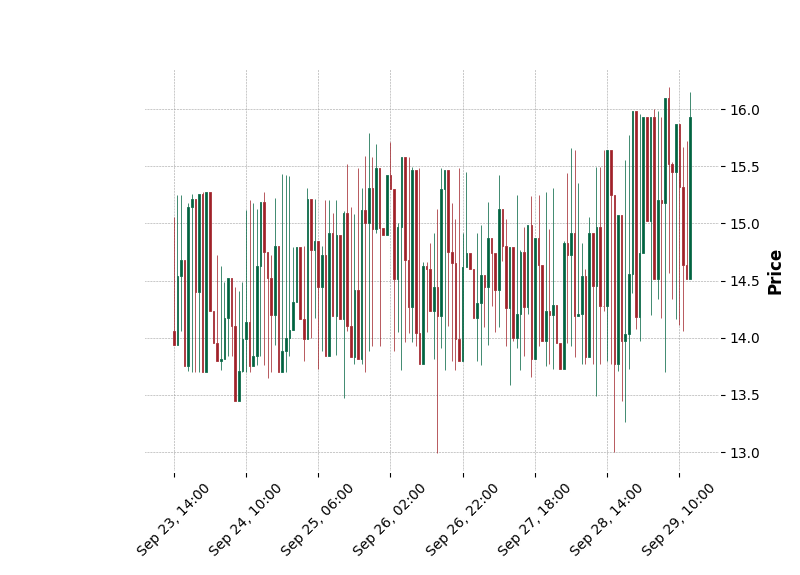 16.0
15.5
15.0
14.5
14.0
13.5
13.0
Price
Sep 23, 14:00
Sep 24, 10:00
Sep 25, 06:00
Sep 26, 02:00
Sep 26, 22:00
Sep 27, 18:00
Sep 28, 14:00
Sep 29, 10:00